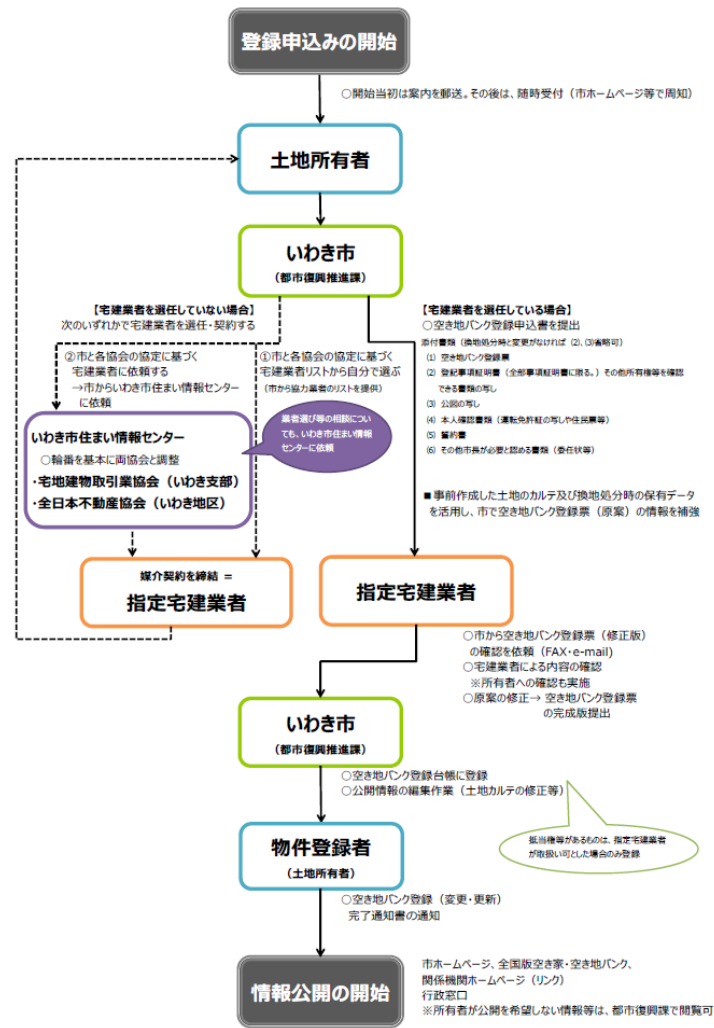 登録申込みの開始
○開始当初は案内を郵送。その後は、随時受付（市ホームページ等で周知）
土地所有者
いわき市
（都市復興推進課）
【宅建業者を選任していない場合】
次のいずれかで宅建業者を選任・契約する
②市と各協会の協定に基づく
宅建業者に依頼する
→市からいわき市住まい情報センター
に依頼
①市と各協会の協定に基づく
宅建業者リストから自分で選ぶ
（市から協力業者のリストを提供）
業者選び等の相談につい
ても、いわき市住まい情報
センターに依頼
いわき市住まい情報センター
○輪番を基本に両協会と調整
・宅地建物取引業協会（いわき支部）
・全日本不動産協会（いわき地区）
媒介契約を締結 ＝
指定宅建業者
【宅建業者を選任している場合】
○空き地バンク登録申込書を提出
添付書類（換地処分時と変更がなければ (2)、(3)省略可）
(1) 空き地バンク登録票
(2) 登記事項証明書（全部事項証明書に限る。）その他所有権等を確認
できる書類の写し
(3) 公図の写し
(4) 本人確認書類（運転免許証の写しや住民票等）
(5) 誓約書
(6) その他市長が必要と認める書類（委任状等）
■事前作成した土地のカルテ及び換地処分時の保有データ
を活用し、市で空き地バンク登録票（原案）の情報を補強
指定宅建業者
○市から空き地バンク登録票（修正版）
の確認を依頼（FAX・e-mail)
○宅建業者による内容の確認
※所有者への確認も実施
○原案の修正→ 空き地バンク登録票
の完成版提出
いわき市
（都市復興推進課）
○空き地バンク登録台帳に登録
○公開情報の編集作業（土地カルテの修正等）
抵当権等があるものは、指定宅建業者
が取扱い可とした場合のみ登録
物件登録者
（土地所有者）
○空き地バンク登録（変更・更新）
完了通知書の通知
情報公開の開始
市ホームページ、全国版空き家・空き地バンク、
関係機関ホームページ（リンク）
行政窓口
※所有者が公開を希望しない情報等は、都市復興課で閲覧可